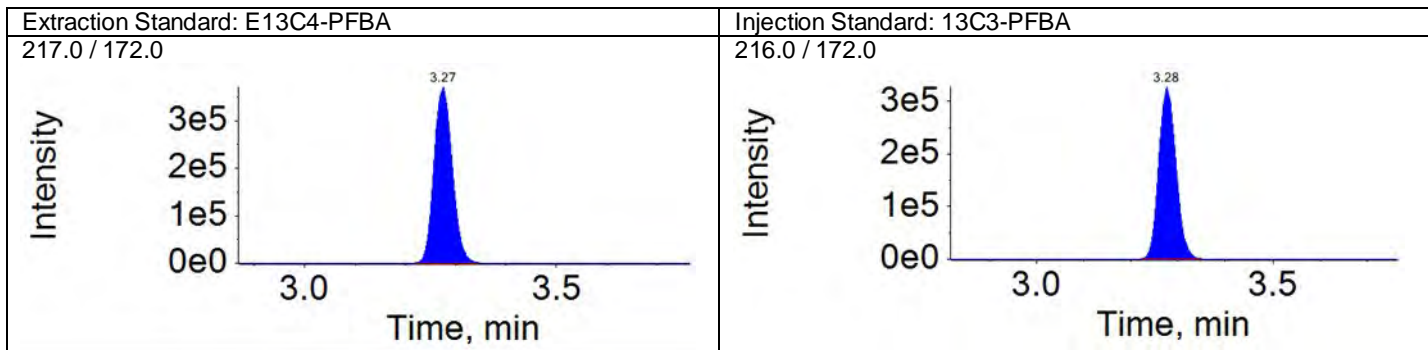 Extraction Standard: E13C4-PFBA
217.0 / 172.0
3.27
Intensity
3e5
2e5
1e5
0e0
3.0 3.5
Time, min
Injection Standard: 13C3-PFBA
216.0 / 172.0
3.28
Intensity
3e5
2e5
1e5
0e0
3.0 3.5
Time, min